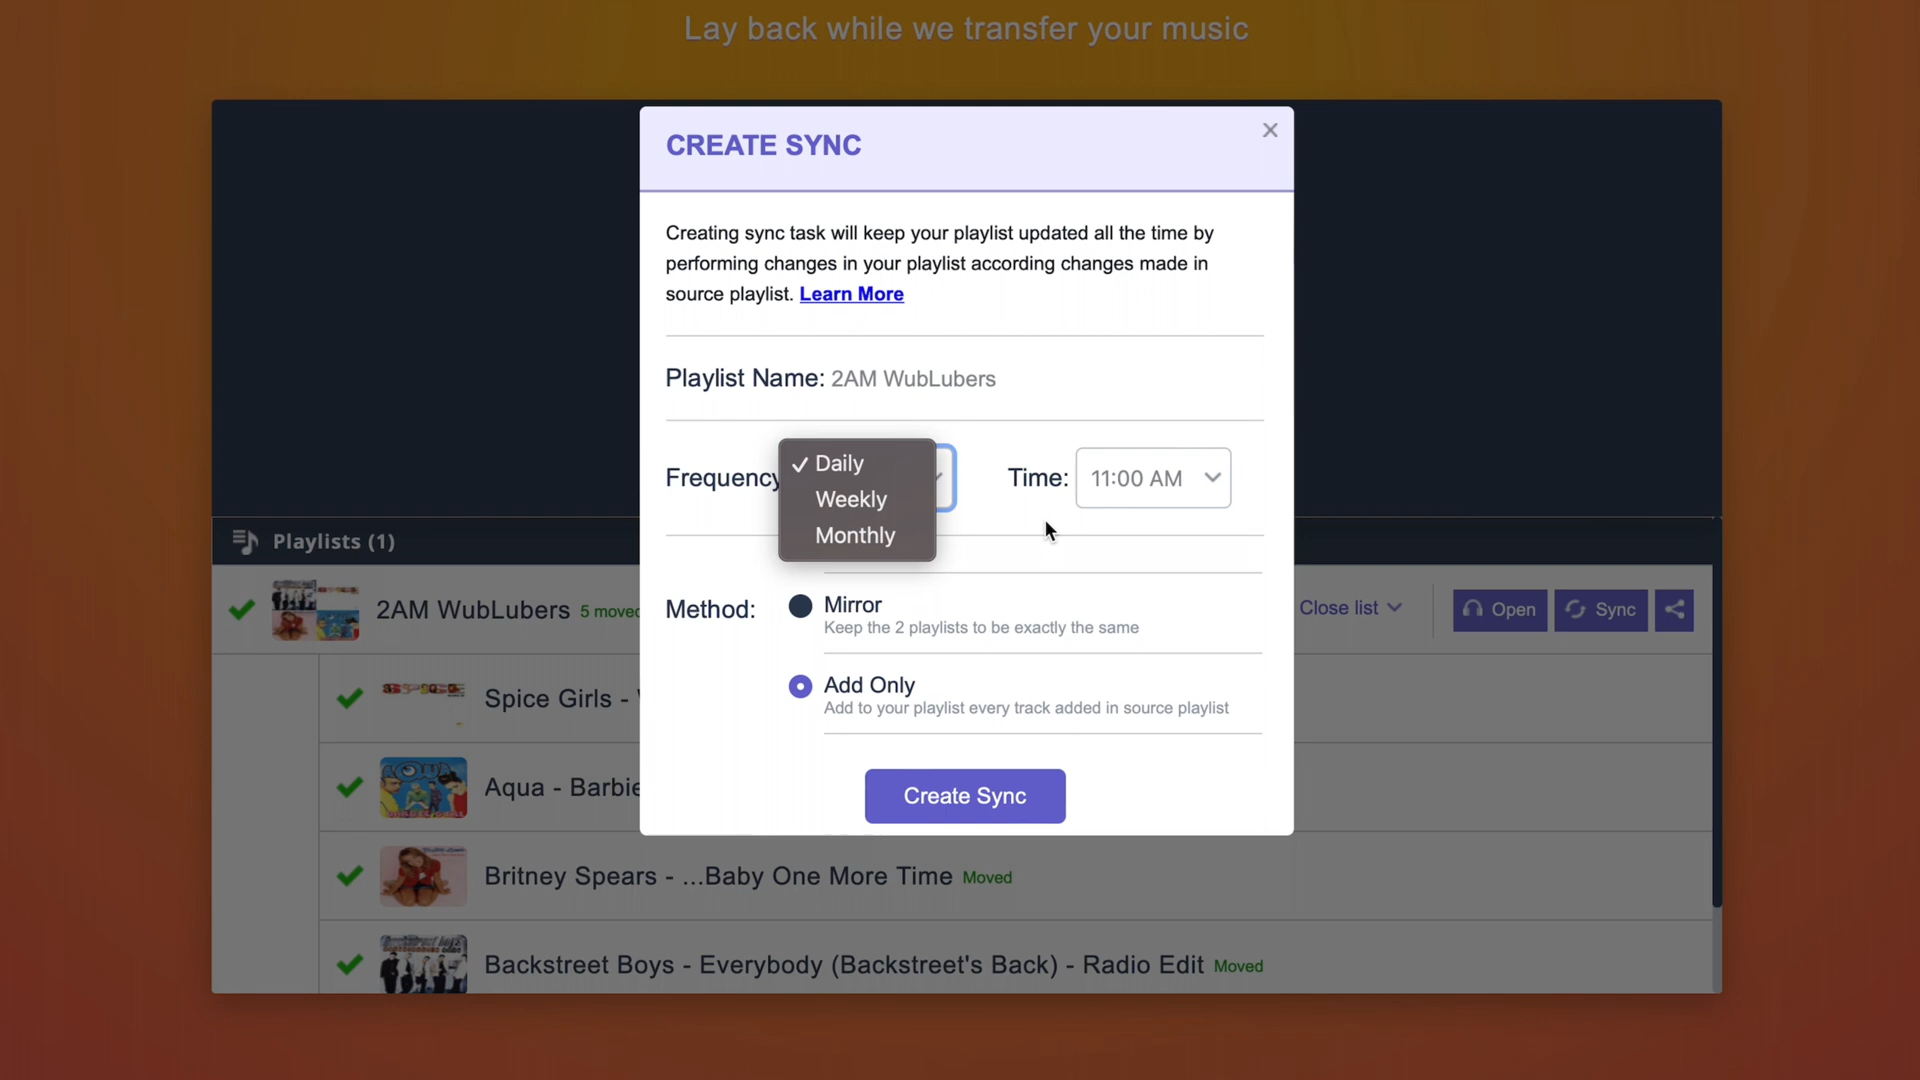 Lay back while we transfer your music
CREATE SYNC
Creating sync task will keep your playlist updated all the time by
performing changes in your playlist according changes made in
source playlist. Learn More
Playlist Name: 2AM WubLubers
Frequency
Daily
Weekly
Monthly
Time: 11:00 AM
Method:
Mirror
Keep the 2 playlists to be exactly the same
Add Only
Add to your playlist every track added in source playlist
Create Sync
Playlists (1)
2AM WubLubers 5 moved
Close list
Open
Sync
Spice Girls -
Aqua - Barbie
Britney Spears - ...Baby One More Time Moved
Backstreet Boys - Everybody (Backstreet's Back) - Radio Edit Moved